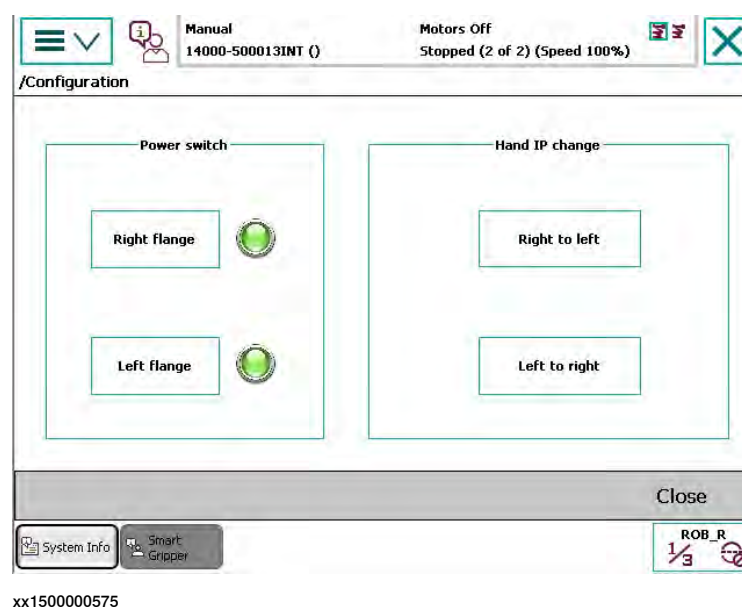 Manual
14000-500013INT ()
Motors Off
Stopped (2 of 2) (Speed 100%)
/Configuration
Power switch
Hand IP change
Right flange
Right to left
Left flange
Left to right
Close
System Info
Smart
Gripper
ROB_R
1/3
xx1500000575